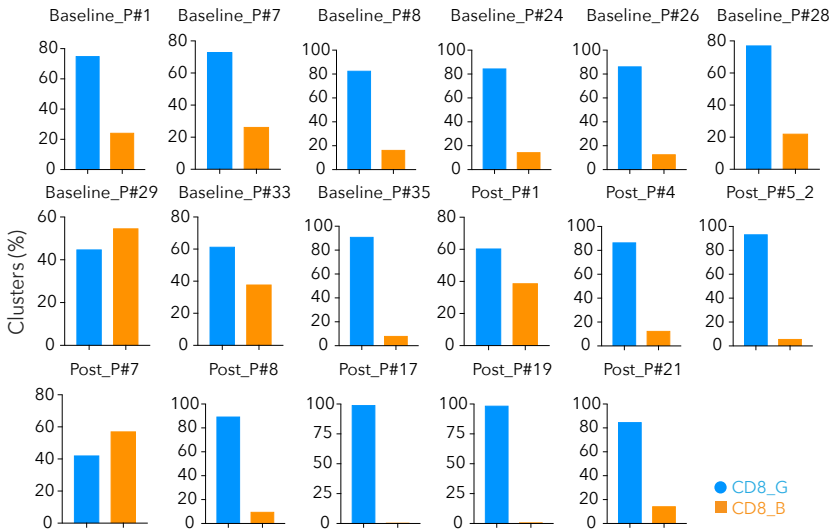 Baseline_P#1 Baseline_P#7 Baseline_P#8 Baseline_P#24 Baseline_P#26 Baseline_P#28
80 80 100 100 100 80
60 60 80 80 80 60
40 40 60 60 60 40
20 20 40 40 40 20
0 0 20 20 20 0
0 0 0
Baseline_P#29 Baseline_P#33 Baseline_P#35 Post_P#1 Post_P#4 Post_P#5_2
Clusters (%)
60 80 100 80 100 100
40 60 80 60 80 80
20 40 60 40 60 60
0 20 40 20 40 40
0 20 0 20 20
0 0 0
Post_P#7 Post_P#8 Post_P#17 Post_P#19 Post_P#21
80 100 100 100 100
60 80 75 75 80
40 60 50 50 60
20 40 25 25 40
0 20 0 0 20
0 0
CD8_G
CD8_B